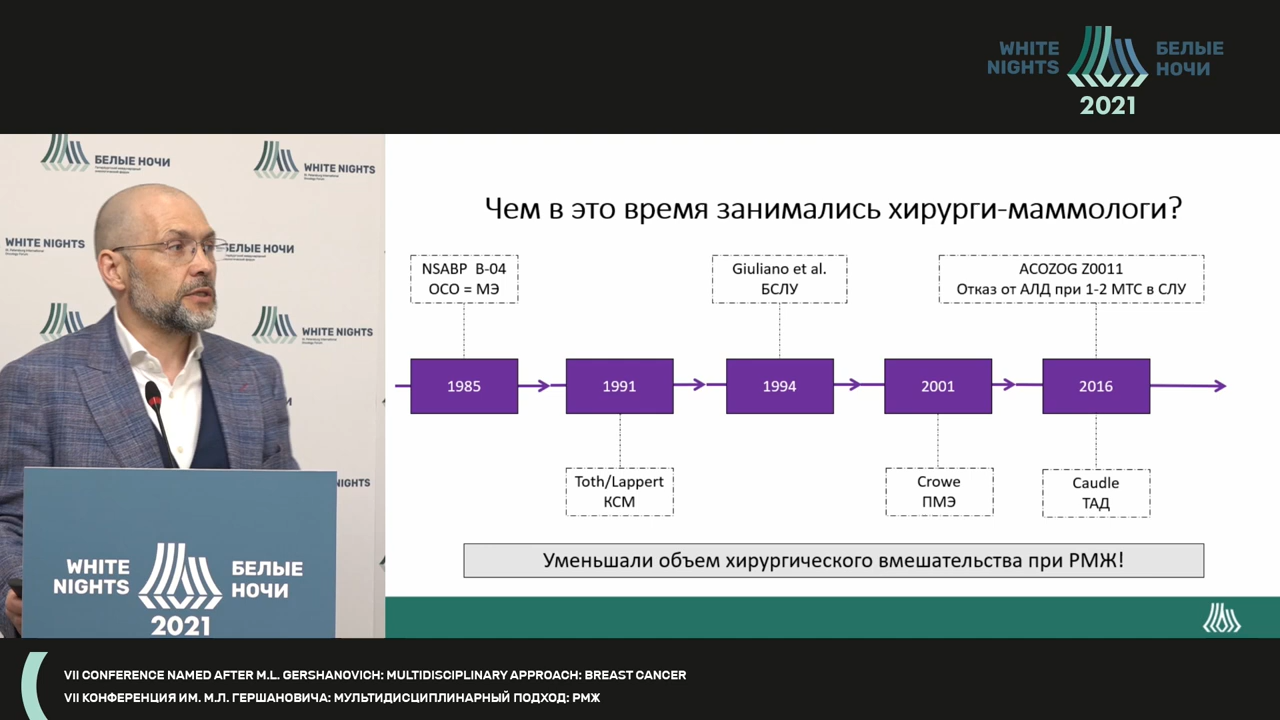 WHITE
NIGHTS
БЕЛЫЕ
НОЧИ
2021
БЕЛЫЕ НОЧИ
WHITE NIGHTS
WHITE NIGHTS
БЕЛЫЕ НОЧИ
WHITE NIGHTS
NIGHTS
WHITE
NIGHTS
БЕЛЫЕ
НОЧИ
2021
Чем в это время занимались хирурги-маммологи?
NSABP B-04
ОСО = МЭ
Giuliano et al.
БСЛУ
ACOZOG Z0011
Отказ от АЛД при 1-2 МТС в СЛУ
1985
1991
1994
2001
2016
Toth/Lappert
КСМ
Crowe
ПМЭ
Caudle
ТАД
Уменьшали объем хирургического вмешательства при РМЖ!
VII CONFERENCE NAMED AFTER M.L. GERSHANOVICH: MULTIDISCIPLINARY APPROACH: BREAST CANCER
VII КОНФЕРЕНЦИЯ ИМ. М.Л. ГЕРШАНОВИЧА: МУЛЬТИДИСЦИПЛИНАРНЫЙ ПОДХОД: РМЖ